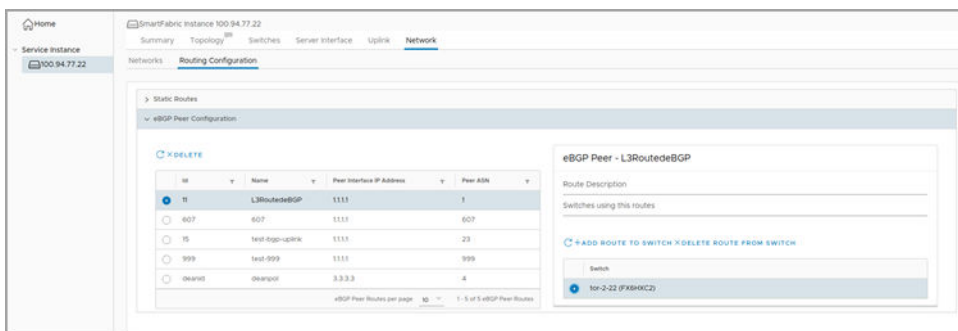 Home
SmartFabric Instance 100.94.77.22
Summary Topology Switches Server Interface Uplink Network
Service Instance
100.94.77.22
Networks Routing Configuration
Static Routes
eBGP Peer Configuration
DELETE
Id Name Peer Interface IP Address Peer ASN
11 L3RoutedeBGP 1.1.1.1 1
607 607 1.1.1.1 607
15 test-bgp-uplink 1.1.1.1 23
999 test-999 1.1.1.1 999
deanid deanpol 3.3.3.3 4
eBGP Peer Routes per page 10 1 - 5 of 5 eBGP Peer Routes
eBGP Peer - L3RoutedeBGP
Route Description
Switches using this routes
ADD ROUTE TO SWITCH DELETE ROUTE FROM SWITCH
Switch
tor-2-22 (FX6HXC2)